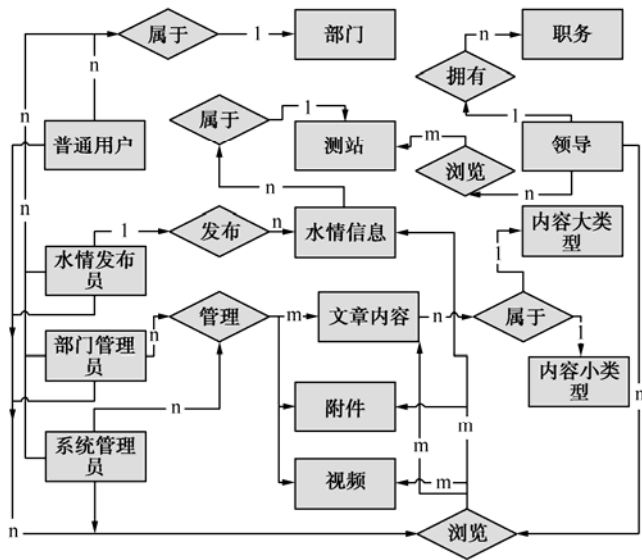 属于
1
部门
n
职务
n
n
拥有
属于
1
1
普通用户
测站
m
浏览
领导
n
n
1
发布
n
水情信息
内容大类型
水情发布
员
1
管理
m
文章内容
n
属于
部门管理
员
n
1
内容小类型
n
附件
n
系统管理
员
m
m
视频
m
n
浏览